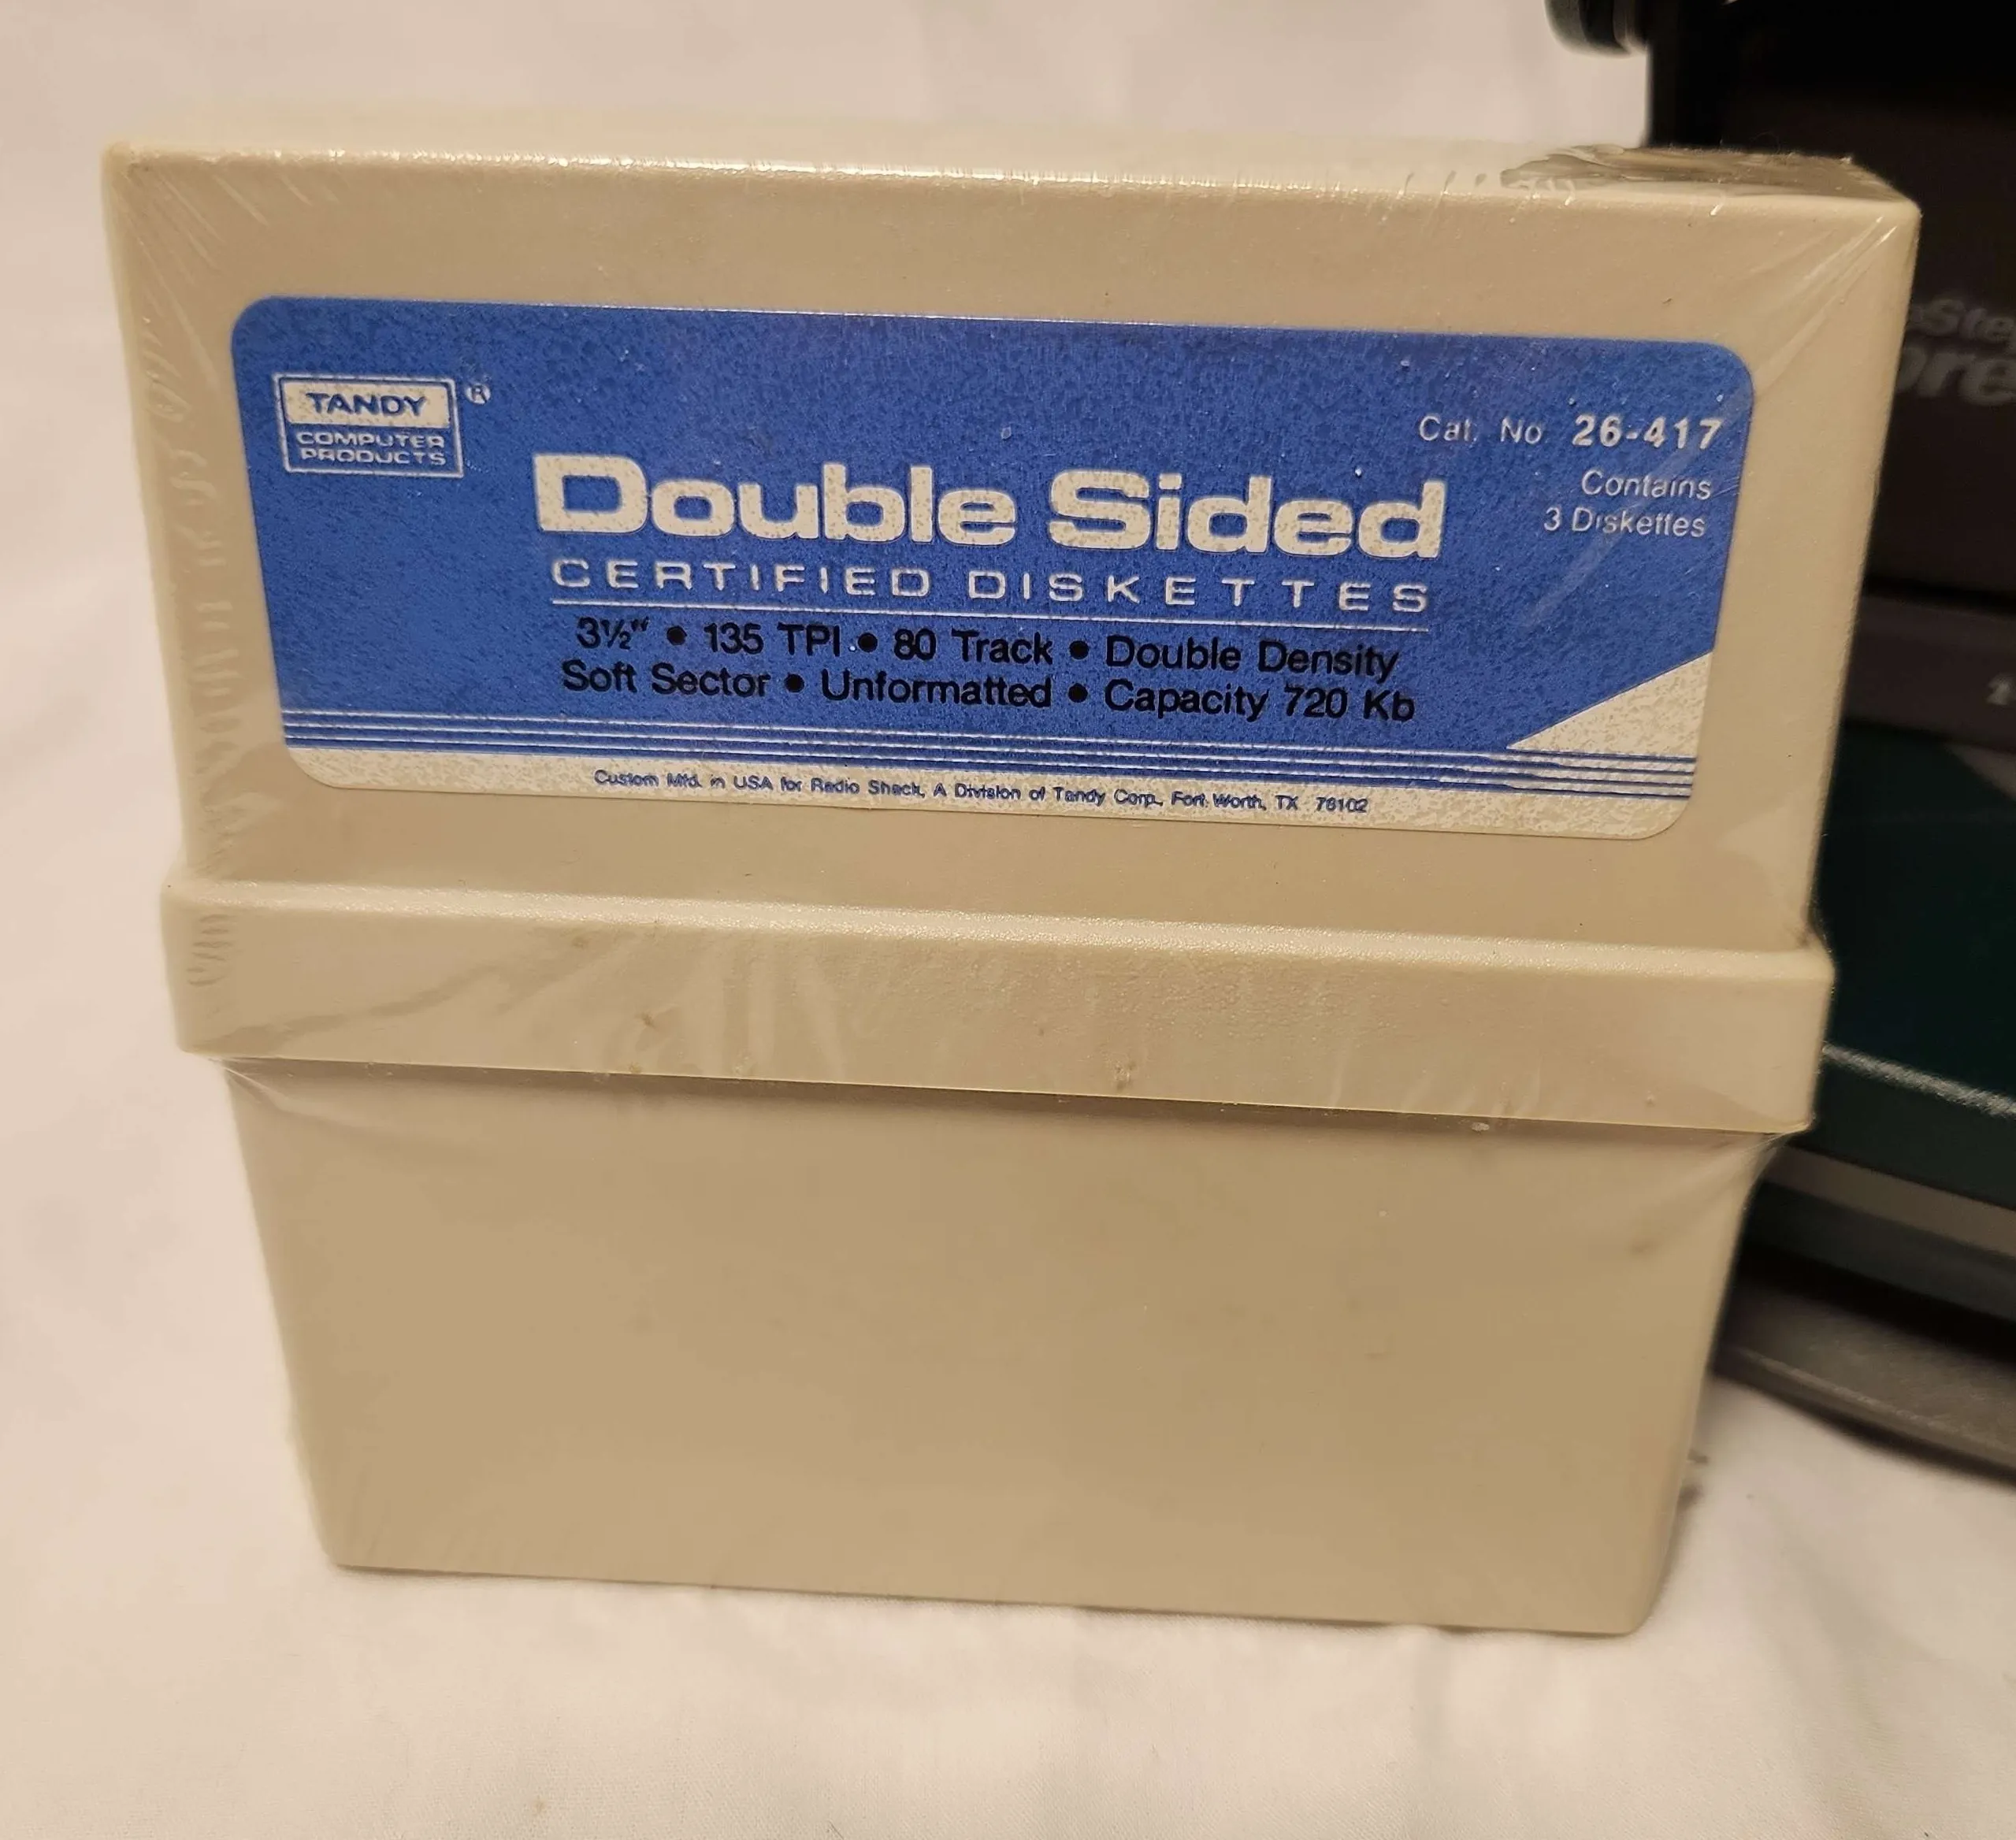 TANDY®
COMPUTER
PRODUCTS
Cat. No 26-417
Contains
3 Diskettes
Double Sided
CERTIFIED DISKETTES
3½" • 135 TPI • 80 Track • Double Density
Soft Sector • Unformatted • Capacity 720 Kb
Custom Mfd. in USA for Radio Shack, A Division of Tandy Corp., Fort Worth, TX 76102